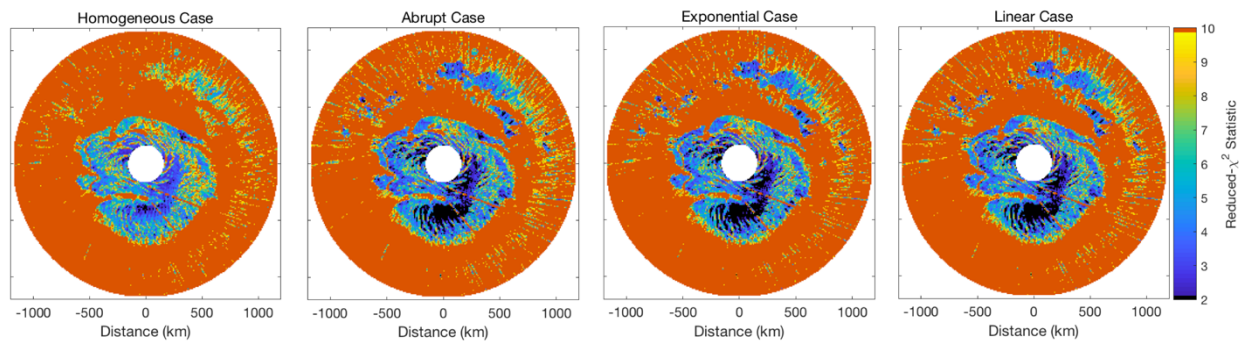 Homogeneous Case
Abrupt Case
Exponential Case
Linear Case
10
9
8
7
6
5
4
3
2
Reduced-χ² Statistic
-1000 -500 0 500 1000
-1000 -500 0 500 1000
-1000 -500 0 500 1000
-1000 -500 0 500 1000
Distance (km)
Distance (km)
Distance (km)
Distance (km)